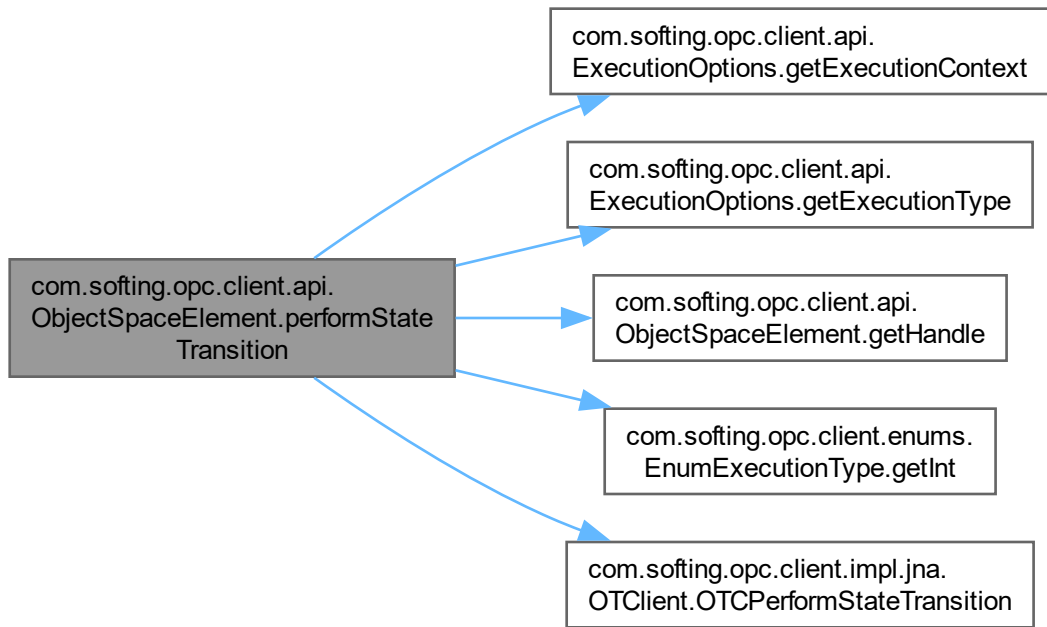 com.softing.opc.client.api.
ExecutionOptions.getExecutionContext
com.softing.opc.client.api.
ExecutionOptions.getExecutionType
com.softing.opc.client.api.
ObjectSpaceElement.performState
Transition
com.softing.opc.client.api.
ObjectSpaceElement.getHandle
com.softing.opc.client.enums.
EnumExecutionType.getInt
com.softing.opc.client.impl.jna.
OTClient.OTCPerformStateTransition